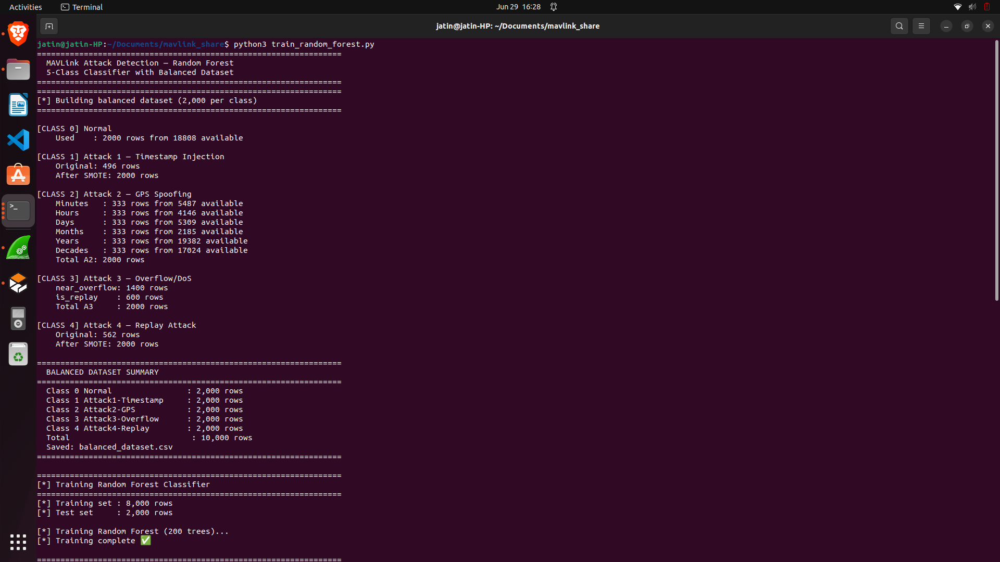 Activities Terminal Jun 29 16:28
jatin@jatin-HP: ~/Documents/mavlink_share
jatin@jatin-HP:~/Documents/mavlink_share$ python3 train_random_forest.py
=================================================================
  MAVLink Attack Detection — Random Forest
  5-Class Classifier with Balanced Dataset
=================================================================
=================================================================
[*] Building balanced dataset (2,000 per class)
=================================================================

[CLASS 0] Normal
    Used    : 2000 rows from 18808 available

[CLASS 1] Attack 1 — Timestamp Injection
    Original: 496 rows
    After SMOTE: 2000 rows

[CLASS 2] Attack 2 — GPS Spoofing
    Minutes   : 333 rows from 5487 available
    Hours     : 333 rows from 4146 available
    Days      : 333 rows from 5309 available
    Months    : 333 rows from 2185 available
    Years     : 333 rows from 19382 available
    Decades   : 333 rows from 17024 available
    Total A2: 2000 rows

[CLASS 3] Attack 3 — Overflow/DoS
    near_overflow: 1400 rows
    is_replay    : 600 rows
    Total A3     : 2000 rows

[CLASS 4] Attack 4 — Replay Attack
    Original: 562 rows
    After SMOTE: 2000 rows

=================================================================
  BALANCED DATASET SUMMARY
=================================================================
  Class 0 Normal                : 2,000 rows
  Class 1 Attack1-Timestamp     : 2,000 rows
  Class 2 Attack2-GPS           : 2,000 rows
  Class 3 Attack3-Overflow      : 2,000 rows
  Class 4 Attack4-Replay        : 2,000 rows
  Total                          : 10,000 rows
  Saved: balanced_dataset.csv
=================================================================

=================================================================
[*] Training Random Forest Classifier
=================================================================
[*] Training set : 8,000 rows
[*] Test set     : 2,000 rows

[*] Training Random Forest (200 trees)...
[*] Training complete ✅

=================================================================